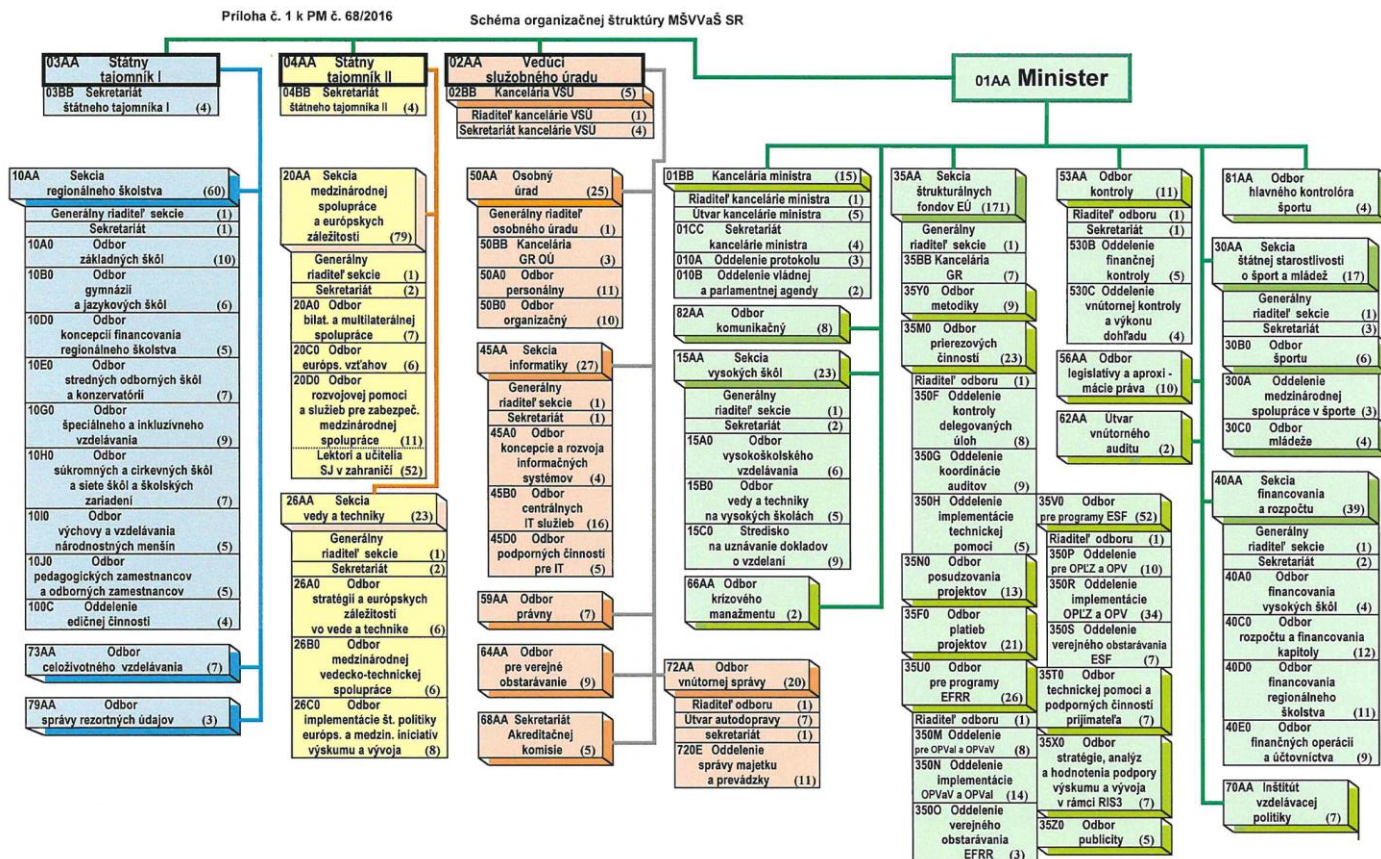 Príloha č. 1 k PM č. 68/2016
Schéma organizačnej štruktúry MŠVVaŠ SR
03AA Státny
tajomník I
03BB Sekretariát
štátneho tajomníka I (4)
04AA Státny
tajomník II
04BB Sekretariát
štátneho tajomníka II (4)
02AA Vedúci
služobného úradu
02BB Kancelária VSÚ (5)
Riaditeľ kancelárie VSÚ (1)
Sekretariát kancelárie VSÚ (4)
01AA Minister
10AA Sekcia
regionálneho školstva (60)
Generálny riaditeľ sekcie (1)
Sekretariát (1)
10A0 Odbor
základných škôl (10)
10B0 Odbor
gymnázií
a jazykových škôl (6)
10D0 Odbor
koncepcií financovania
regionálneho školstva (5)
10E0 Odbor
stredných odborných škôl
a konzervatórií (7)
10G0 Odbor
špeciálneho a inkluzívneho
vzdelávania (9)
10H0 Odbor
súkromných a cirkevných škôl
a siete škôl a školských
zariadení (7)
10I0 Odbor
výchovy a vzdelávania
národnostných menšín (5)
10J0 Odbor
pedagogických zamestnancov
a odborných zamestnancov (5)
100C Oddelenie
edičnej činnosti (4)
73AA Odbor
celoživotného vzdelávania (7)
79AA Odbor
správy rezortných údajov (3)
20AA Sekcia
medzinárodnej
spolupráce
a európskych
záležitostí (79)
Generálny
riaditeľ sekcie (1)
Sekretariát (2)
20A0 Odbor
bilat. a multilaterálnej
spolupráce (7)
20C0 Odbor
európs. vzťahov (6)
20D0 Odbor
rozvojovej pomoci
a služieb pre zabezpeč.
medzinárodnej
spolupráce (11)
Lektori a učitelia
SJ v zahraničí (52)
26AA Sekcia
vedy a techniky (23)
Generálny
riaditeľ sekcie (1)
Sekretariát (2)
26A0 Odbor
stratégií a európskych
záležitostí
vo vede a technike (6)
26B0 Odbor
medzinárodnej
vedecko-technickej
spolupráce (6)
26C0 Odbor
implementácie št. politiky
európs. a medzin. iniciatív
výskumu a vývoja (8)
50AA Osobný
úrad (25)
Generálny riaditeľ
osobného úradu (1)
50BB Kancelária
GR OÚ (3)
50A0 Odbor
personálny (11)
50B0 Odbor
organizačný (10)
45AA Sekcia
informatiky (27)
Generálny
riaditeľ sekcie (1)
Sekretariát (1)
45A0 Odbor
koncepcie a rozvoja
informačných
systémov (4)
45B0 Odbor
centrálnych
IT služieb (16)
45D0 Odbor
podporných činností
pre IT (5)
59AA Odbor
právny (7)
64AA Odbor
pre verejné
obstarávanie (9)
68AA Sekretariát
Akreditačnej
komisie (5)
72AA Odbor
vnútornej správy (20)
Riaditeľ odboru (1)
Útvar autodopravy (7)
sekretariát (1)
720E Oddelenie
správy majetku
a prevádzky (11)
01BB Kancelária ministra (15)
Riaditeľ kancelárie ministra (1)
Útvar kancelárie ministra (5)
01CC Sekretariát
kancelárie ministra (4)
010A Oddelenie protokolu (3)
010B Oddelenie vládnej
a parlamentnej agendy (2)
82AA Odbor
komunikačný (8)
15AA Sekcia
vysokých škôl (23)
Generálny
riaditeľ sekcie (1)
Sekretariát (2)
15A0 Odbor
vysokoškolského
vzdelávania (6)
15B0 Odbor
vedy a techniky
na vysokých školách (5)
15C0 Stredisko
na uznávanie dokladov
o vzdelaní (9)
66AA Odbor
krízového
manažmentu (2)
35AA Sekcia
štrukturálnych
fondov EÚ (171)
Generálny
riaditeľ sekcie (1)
35BB Kancelária
GR (7)
35Y0 Odbor
metodiky (9)
35M0 Odbor
prierezových
činností (23)
Riaditeľ odboru (1)
350F Oddelenie
kontroly
delegovaných
úloh (8)
350G Oddelenie
koordinácie
auditov (9)
350H Oddelenie
implementácie
technickej
pomoci (5)
35N0 Odbor
posudzovania
projektov (13)
35F0 Odbor
platieb
projektov (21)
35U0 Odbor
pre programy
EFRR (26)
Riaditeľ odboru (1)
350M Oddelenie
pre OPVaI a OPVaV (8)
350N Oddelenie
implementácie
OPVaV a OPVaI (14)
350O Oddelenie
verejného
obstarávania
EFRR (3)
35V0 Odbor
pre programy ESF (52)
Riaditeľ odboru (1)
350P Oddelenie
pre OPĽZ a OPV (10)
350R Oddelenie
implementácie
OPĽZ a OPV (34)
350S Oddelenie
verejného obstarávania
ESF (7)
35T0 Odbor
technickej pomoci a
podporných činností
prijímateľa (7)
35X0 Odbor
stratégie, analýz
a hodnotenia podpory
výskumu a vývoja
v rámci RIS3 (7)
35Z0 Odbor
publicity (5)
53AA Odbor
kontroly (11)
Riaditeľ odboru (1)
Sekretariát (1)
530B Oddelenie
finančnej
kontroly (5)
530C Oddelenie
vnútornej kontroly
a výkonu
dohľadu (4)
56AA Odbor
legislatívy a aproxi -
mácie práva (10)
62AA Útvar
vnútorného
auditu (2)
81AA Odbor
hlavného kontrolóra
športu (4)
30AA Sekcia
štátnej starostlivosti
o šport a mládež (17)
Generálny
riaditeľ sekcie (1)
Sekretariát (3)
30B0 Odbor
športu (6)
300A Oddelenie
medzinárodnej
spolupráce v športe (3)
30C0 Odbor
mládeže (4)
40AA Sekcia
financovania
a rozpočtu (39)
Generálny
riaditeľ sekcie (1)
Sekretariát (2)
40A0 Odbor
financovania
vysokých škôl (4)
40C0 Odbor
rozpočtu a financovania
kapitoly (12)
40D0 Odbor
financovania
regionálneho
školstva (11)
40E0 Odbor
finančných operácií
a účtovníctva (9)
70AA Inštitút
vzdelávacej
politiky (7)